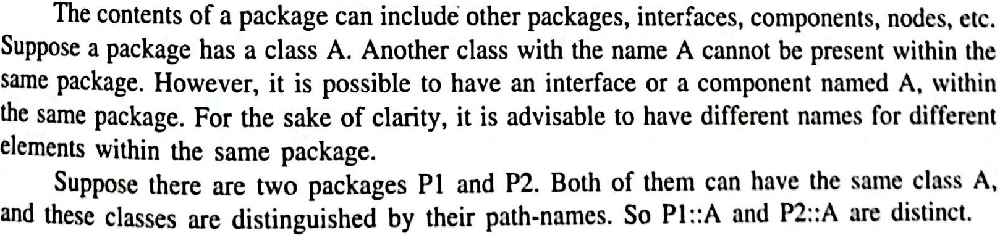 The contents of a package can include other packages, interfaces, components, nodes, etc.
Suppose a package has a class A. Another class with the name A cannot be present within the
same package. However, it is possible to have an interface or a component named A, within
the same package. For the sake of clarity, it is advisable to have different names for different
elements within the same package.
Suppose there are two packages P1 and P2. Both of them can have the same class A,
and these classes are distinguished by their path-names. So P1::A and P2::A are distinct.